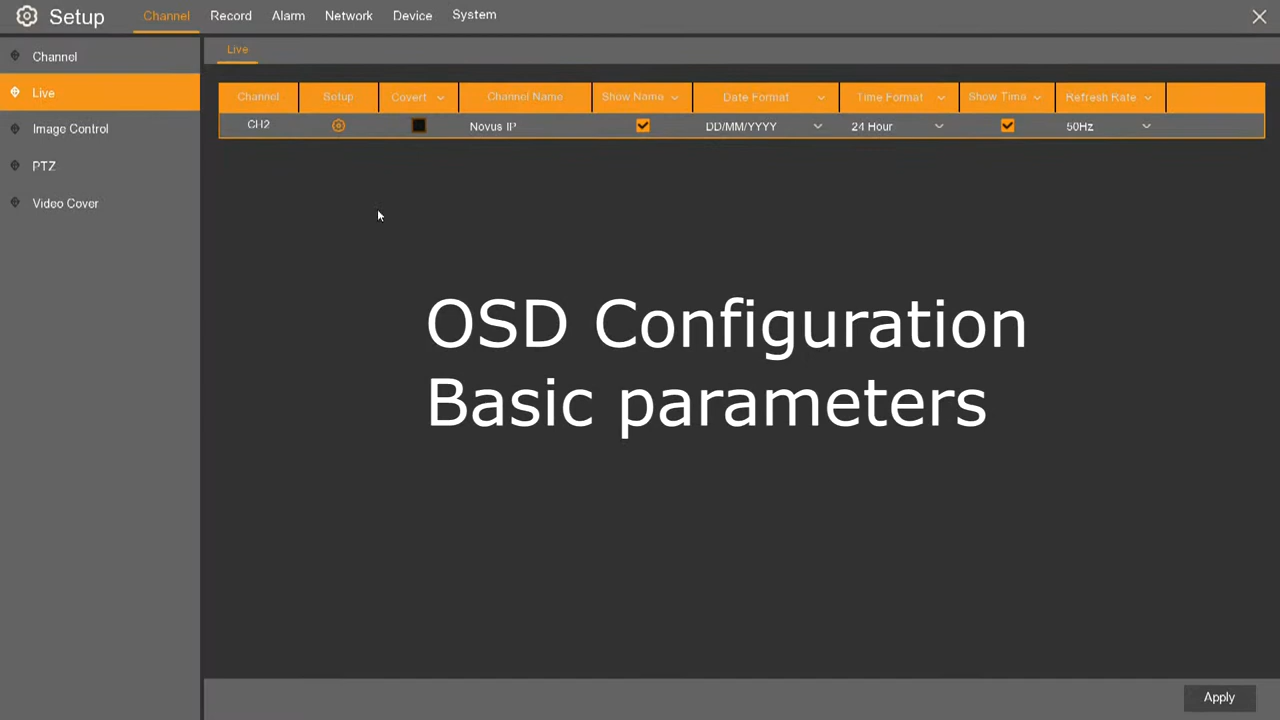 Setup Channel Record Alarm Network Device System
Channel
Live
Image Control
PTZ
Video Cover
Live
Channel Setup Covert Channel Name Show Name Date Format Time Format Show Time Refresh Rate
CH2 Novus IP DD/MM/YYYY 24 Hour 50Hz
OSD Configuration
Basic parameters
Apply